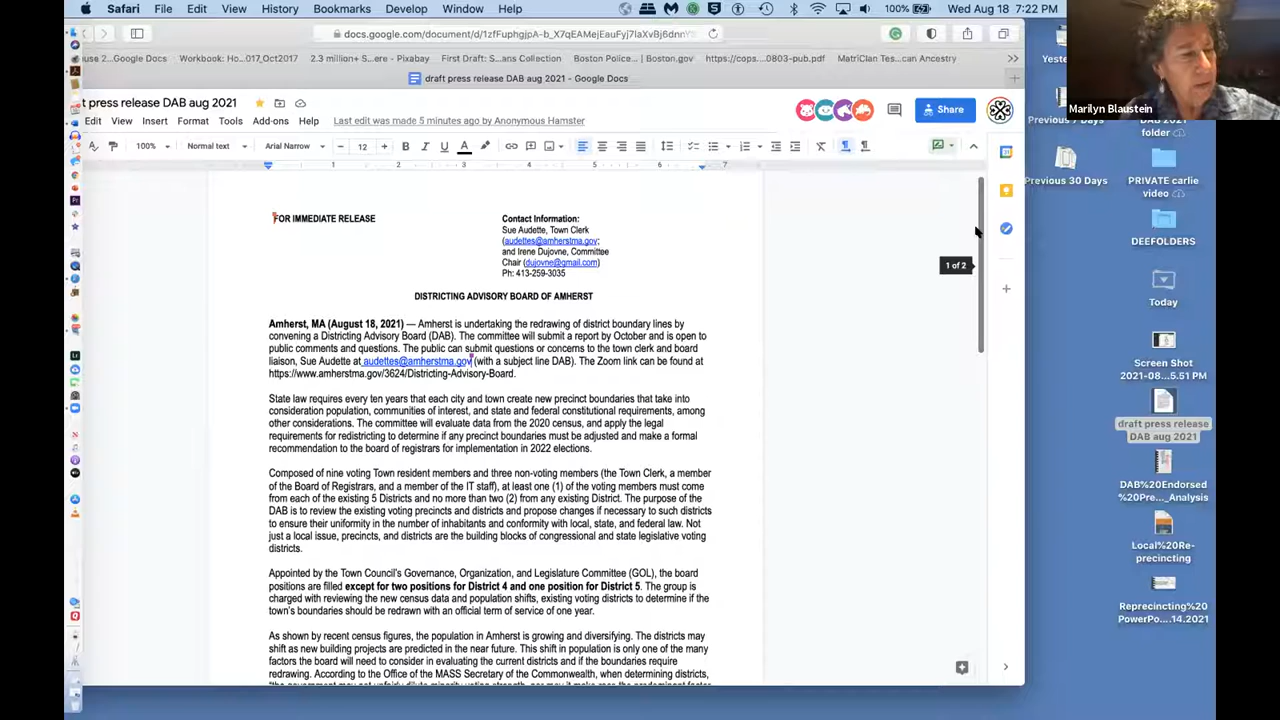 Safari File Edit View History Bookmarks Develop Window Help 100% Wed Aug 18 7:22 PM
docs.google.com/document/d/1zfFuphgjpA-b_X7qEAMejEauFyj7IaXvBj6dnnY
Google Docs Workbook: Ho...017_Oct2017 2.3 million+ S...ere - Pixabay First Draft: S...ans Collection Boston Police... | Boston.gov https://cops...0803-pub.pdf MatriClan Tes...can Ancestry
draft press release DAB aug 2021 - Google Docs
t press release DAB aug 2021
Edit View Insert Format Tools Add-ons Help Last edit was made 5 minutes ago by Anonymous Hamster
Share
100% Normal text Arial Narrow 12
FOR IMMEDIATE RELEASE
Contact Information:
Sue Audette, Town Clerk
(audettes@amherstma.gov;
and Irene Dujovne, Committee
Chair (dujovne@gmail.com)
Ph: 413-259-3035
DISTRICTING ADVISORY BOARD OF AMHERST
Amherst, MA (August 18, 2021) — Amherst is undertaking the redrawing of district boundary lines by
convening a Districting Advisory Board (DAB). The committee will submit a report by October and is open to
public comments and questions. The public can submit questions or concerns to the town clerk and board
liaison, Sue Audette at audettes@amherstma.gov (with a subject line DAB). The Zoom link can be found at
https://www.amherstma.gov/3624/Districting-Advisory-Board.
State law requires every ten years that each city and town create new precinct boundaries that take into
consideration population, communities of interest, and state and federal constitutional requirements, among
other considerations. The committee will evaluate data from the 2020 census, and apply the legal
requirements for redistricting to determine if any precinct boundaries must be adjusted and make a formal
recommendation to the board of registrars for implementation in 2022 elections.
Composed of nine voting Town resident members and three non-voting members (the Town Clerk, a member
of the Board of Registrars, and a member of the IT staff), at least one (1) of the voting members must come
from each of the existing 5 Districts and no more than two (2) from any existing District. The purpose of the
DAB is to review the existing voting precincts and districts and propose changes if necessary to such districts
to ensure their uniformity in the number of inhabitants and conformity with local, state, and federal law. Not
just a local issue, precincts, and districts are the building blocks of congressional and state legislative voting
districts.
Appointed by the Town Council's Governance, Organization, and Legislature Committee (GOL), the board
positions are filled except for two positions for District 4 and one position for District 5. The group is
charged with reviewing the new census data and population shifts, existing voting districts to determine if the
town's boundaries should be redrawn with an official term of service of one year.
As shown by recent census figures, the population in Amherst is growing and diversifying. The districts may
shift as new building projects are predicted in the near future. This shift in population is only one of the many
factors the board will need to consider in evaluating the current districts and if the boundaries require
redrawing. According to the Office of the MASS Secretary of the Commonwealth, when determining districts,
1 of 2
Marilyn Blaustein
Yeste
Previous 7 Days
DAB 2021
folder
Previous 30 Days
PRIVATE carlie
video
DEEFOLDERS
Today
Screen Shot
2021-08...5.51 PM
draft press release
DAB aug 2021
DAB%20Endorsed
%20Pre..._Analysis
Local%20Re-
precincting
Reprecincting%20
PowerPo....14.2021